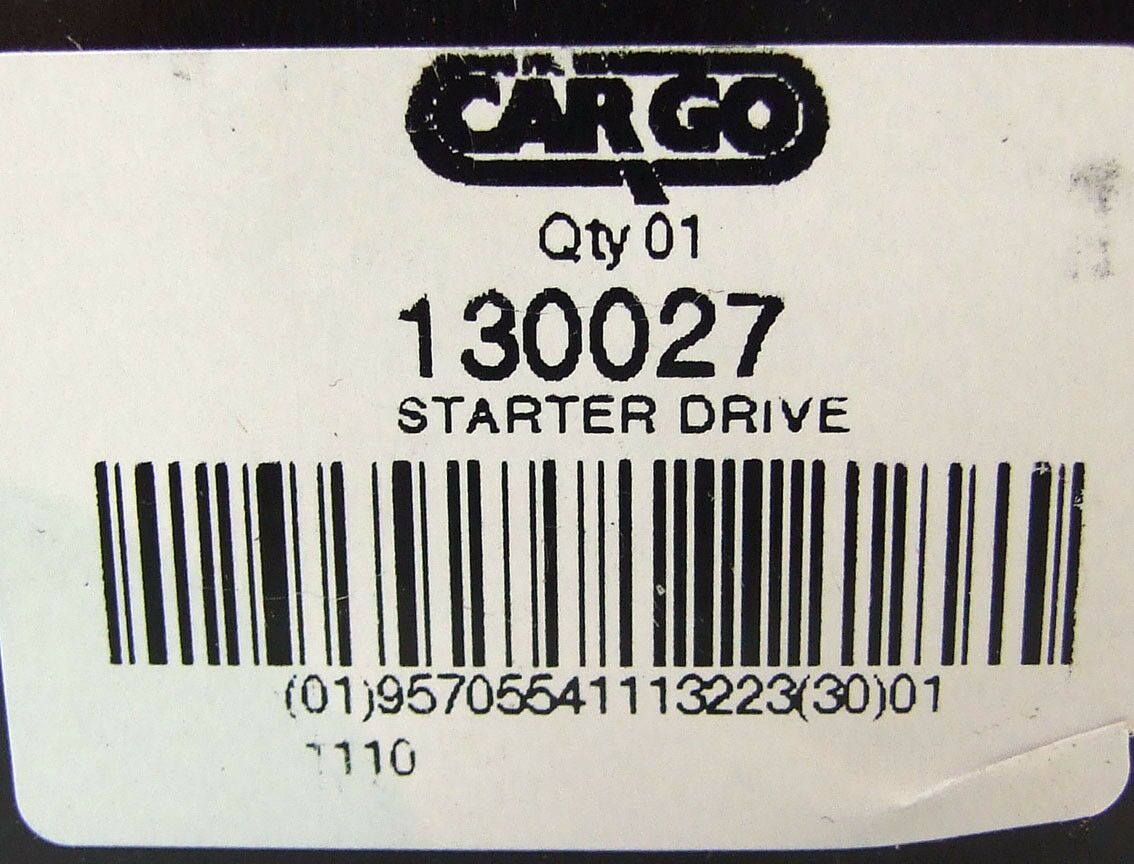 CARGO
Qty 01
130027
STARTER DRIVE
(01)95705541113223(30)01
1110